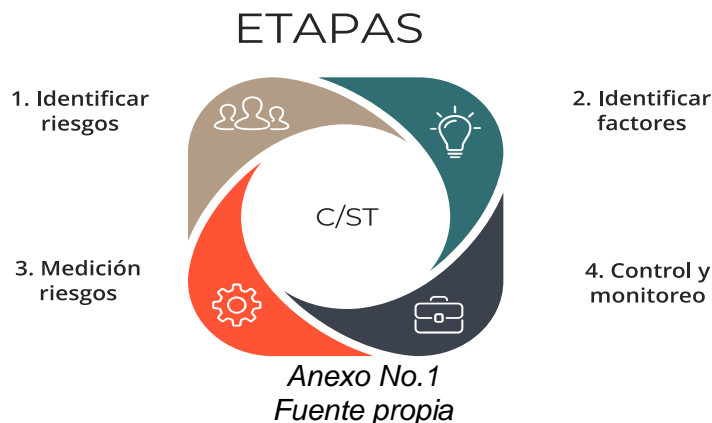 ETAPAS
1. Identificar
riesgos
2. Identificar
factores
C/ST
3. Medición
riesgos
4. Control y
monitoreo
Anexo No.1
Fuente propia